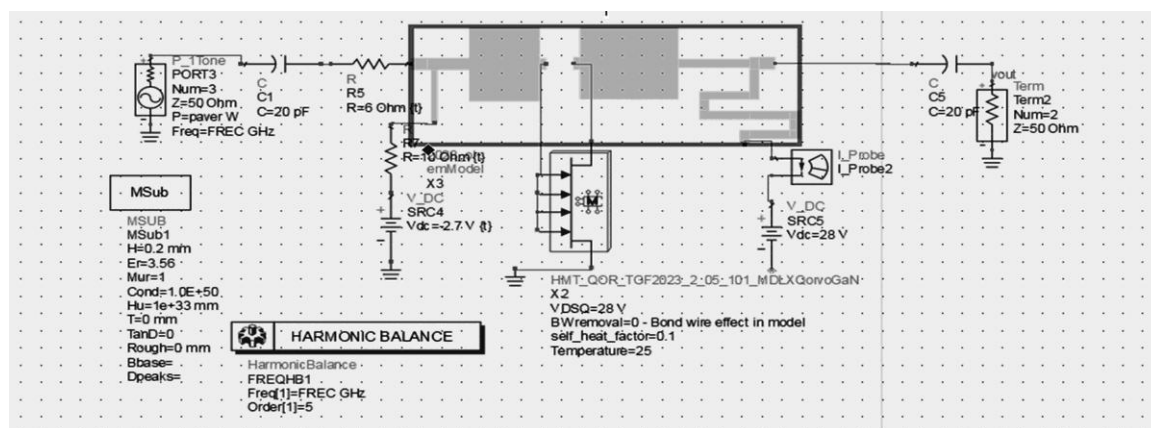 P_1Tone
PORT3
Num=3
Z=50 Ohm
P=paver W
Freq=FREC GHz
C
C1
C=20 pF
R
R5
R=6 Ohm {t}
R=10 Ohm {t}
emModel
X3
V_DC
SRC4
Vdc=-2.7 V {t}
C
C5
C=20 pF
vout
Term
Term2
Num=2
Z=50 Ohm
I_Probe
I_Probe2
V_DC
SRC5
Vdc=28 V
MSub
MSUB
MSub1
H=0.2 mm
Er=3.56
Mur=1
Cond=1.0E+50
Hu=1e+33 mm
T=0 mm
TanD=0
Rough=0 mm
Bbase=
Dpeaks=
HARMONIC BALANCE
HarmonicBalance
FREQHB1
Freq[1]=FREC GHz
Order[1]=5
X2
VDSQ=28 V
BWremoval=0 - Bond wire effect in model
self_heat_factor=0.1
Temperature=25